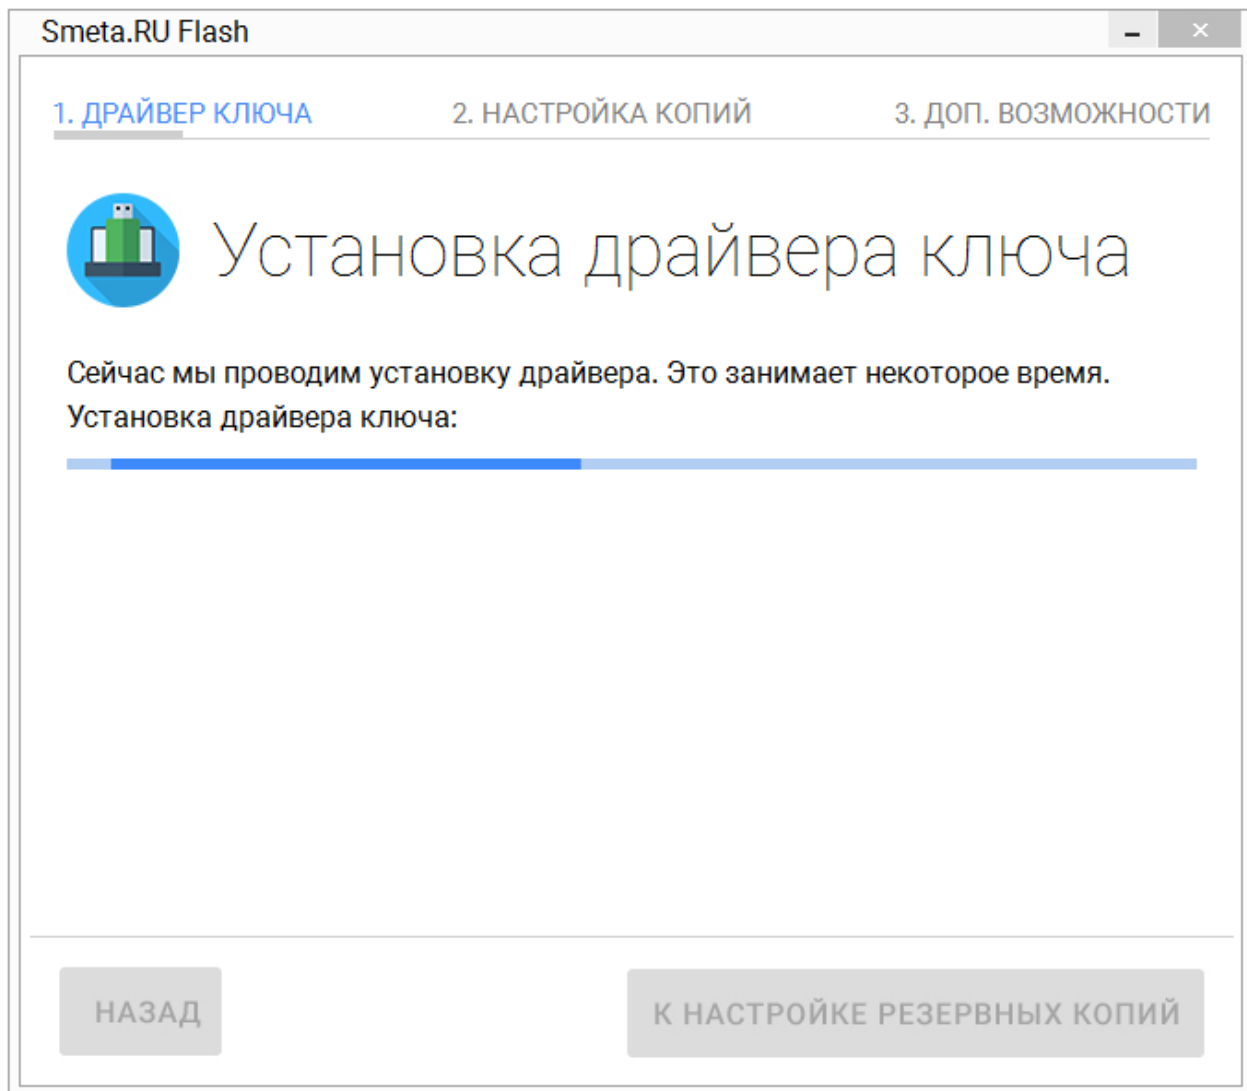 Smeta.RU Flash
1. ДРАЙВЕР КЛЮЧА
2. НАСТРОЙКА КОПИЙ
3. ДОП. ВОЗМОЖНОСТИ
Установка драйвера ключа
Сейчас мы проводим установку драйвера. Это занимает некоторое время.
Установка драйвера ключа:
НАЗАД
К НАСТРОЙКЕ РЕЗЕРВНЫХ КОПИЙ